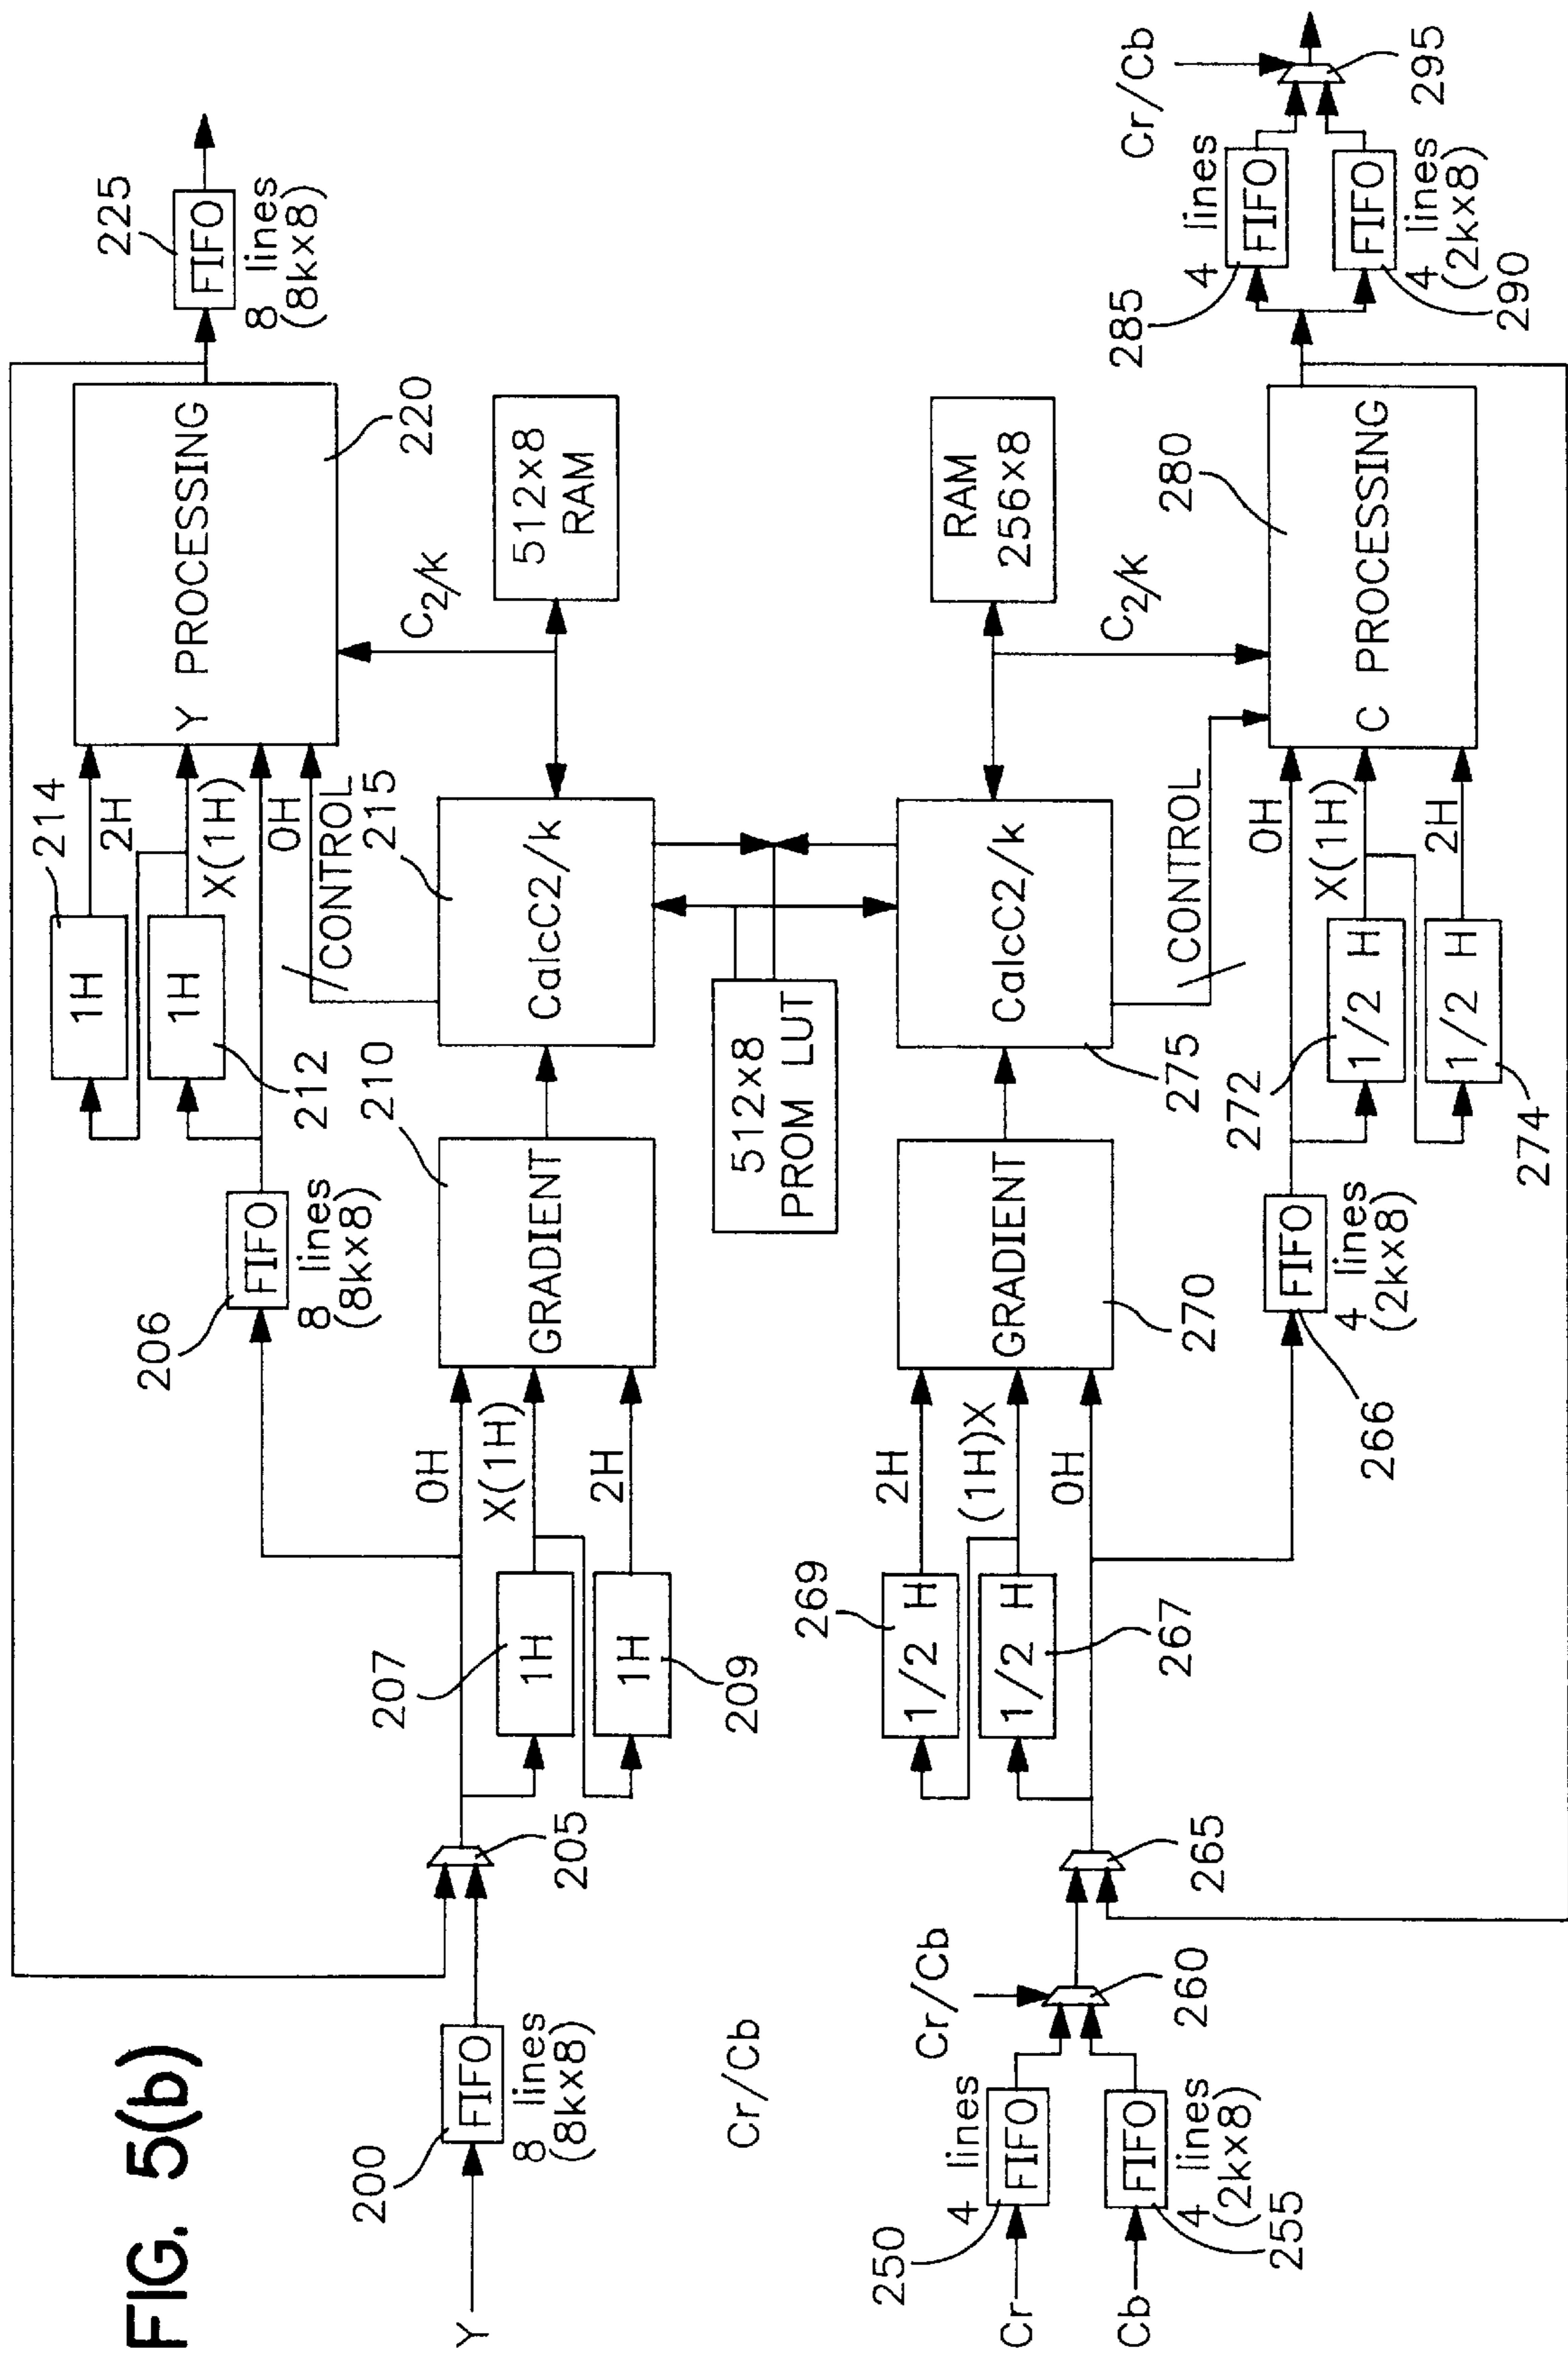 FIG. 5(b)
225
FIFO
8 lines
(8k×8)
214
1H
2H
1H
X(1H)
212
0H
CONTROL
Y PROCESSING
220
C2/k
512×8
RAM
206
FIFO
8 lines
(8k×8)
210
GRADIENT
215
CalcC2/k
Y
200
FIFO
8 lines
(8k×8)
205
207
1H
1H
209
0H
X(1H)
2H
512×8
PROM LUT
Cr/Cb
RAM
256×8
C2/k
250
4 lines
Cr
FIFO
Cb
FIFO
4 lines
(2k×8)
255
Cr/Cb
260
265
269
1/2 H
1/2 H
267
2H
(1H)X
0H
GRADIENT
270
CalcC2/k
275
CONTROL
266
FIFO
4 lines
(2k×8)
272
1/2 H
1/2 H
274
0H
X(1H)
2H
280
C PROCESSING
285
4 lines
FIFO
FIFO
4 lines
(2k×8)
290
Cr/Cb
295